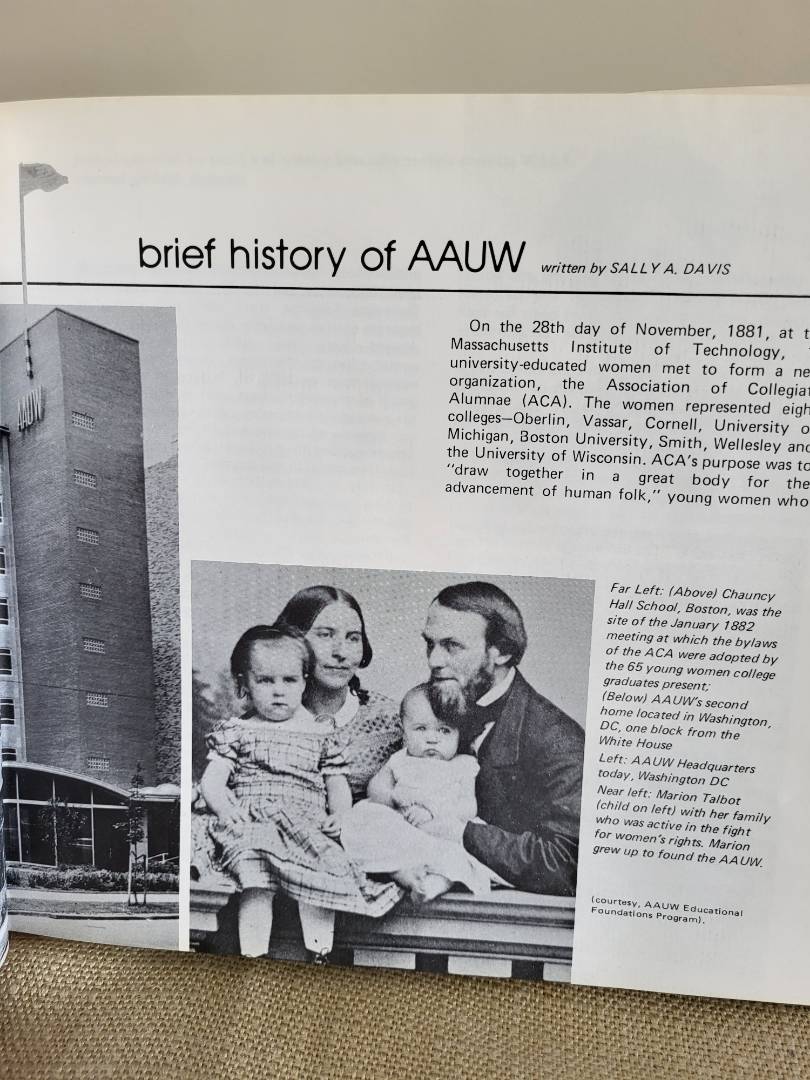 brief history of AAUW written by SALLY A. DAVIS
AAUW
On the 28th day of November, 1881, at
Massachusetts Institute of Technology,
university-educated women met to form a
organization, the Association of
Alumnae (ACA). The women represented
colleges—Oberlin, Vassar, Cornell, University
Michigan, Boston University, Smith, Wellesley
the University of Wisconsin. ACA's purpose was to
"draw together in a great body for the
advancement of human folk," young women who
Far Left: (Above) Chauncy
Hall School, Boston, was the
site of the January 1882
meeting at which the bylaws
of the ACA were adopted by
the 65 young women college
graduates present;
(Below) AAUW's second
home located in Washington,
DC, one block from the
White House
Left: AAUW Headquarters
today, Washington DC
Near left: Marion Talbot
(child on left) with her family
who was active in the fight
for women's rights. Marion
grew up to found the AAUW.
(courtesy, AAUW Educational
Foundations Program).